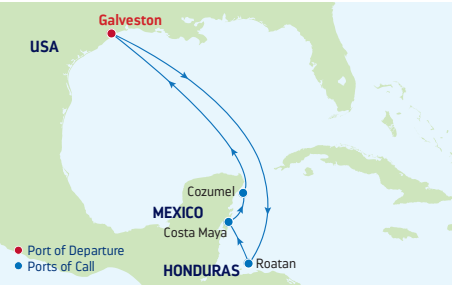 Galveston
USA
Cozumel
MEXICO
Costa Maya
Port of Departure
Ports of Call
HONDURAS
Roatan